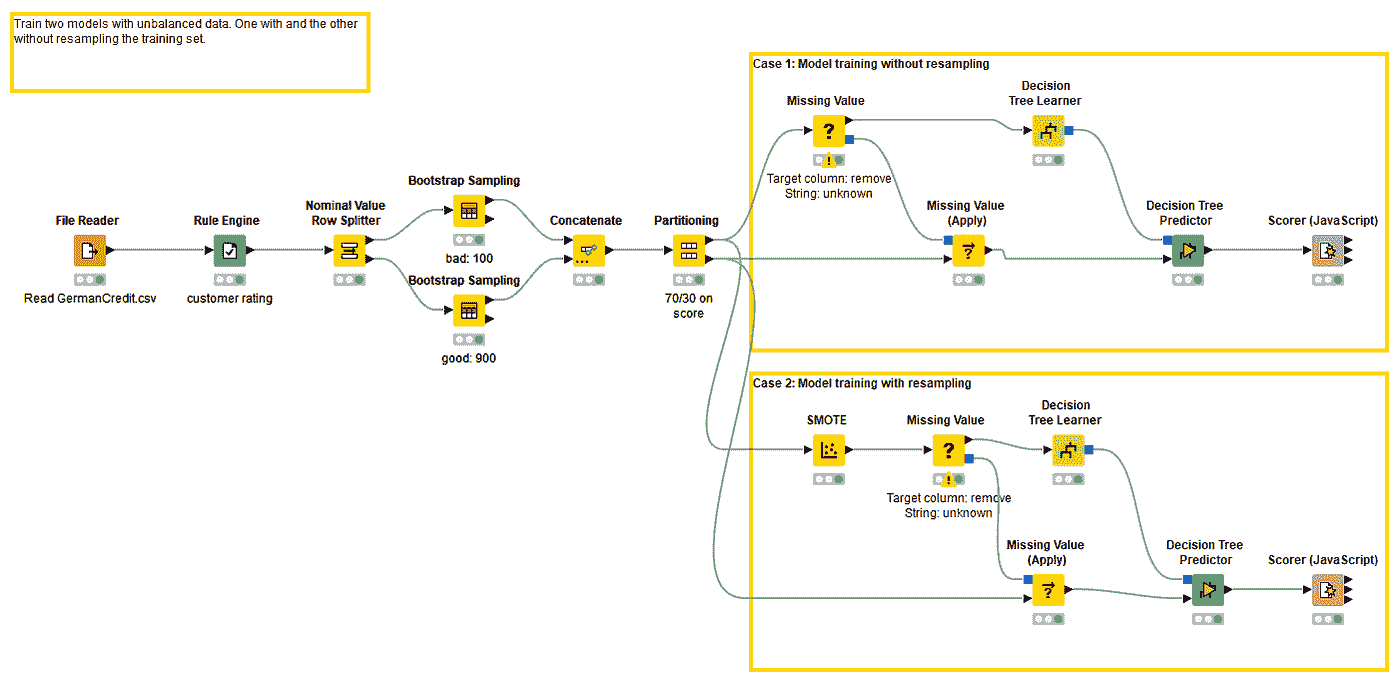 Train two models with unbalanced data. One with and the other
without resampling the training set.
File Reader
Read GermanCredit.csv
Rule Engine
customer rating
Nominal Value
Row Splitter
Bootstrap Sampling
bad: 100
Bootstrap Sampling
good: 900
Concatenate
Partitioning
70/30 on
score
Case 1: Model training without resampling
Missing Value
Target column: remove
String: unknown
Decision
Tree Learner
Missing Value
(Apply)
Decision Tree
Predictor
Scorer (JavaScript)
Case 2: Model training with resampling
SMOTE
Missing Value
Target column: remove
String: unknown
Decision
Tree Learner
Missing Value
(Apply)
Decision Tree
Predictor
Scorer (JavaScript)